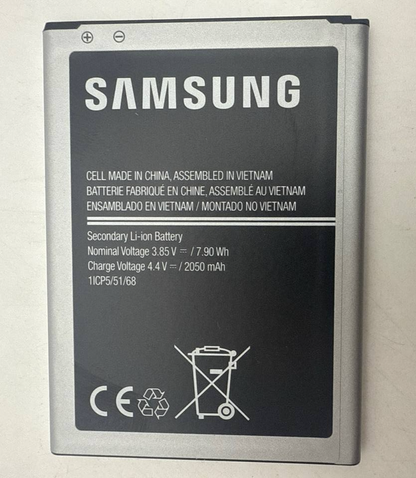 ⊕ ⊖
SAMSUNG
CELL MADE IN CHINA, ASSEMBLED IN VIETNAM
BATTERIE FABRIQUÉ EN CHINE, ASSEMBLÉ AU VIETNAM
ENSAMBLADO EN VIETNAM / MONTADO NO VIETNAM
Secondary Li-ion Battery
Nominal Voltage 3.85 V ⎓ / 7.90 Wh
Charge Voltage 4.4 V ⎓ / 2050 mAh
1ICP5/51/68
CE